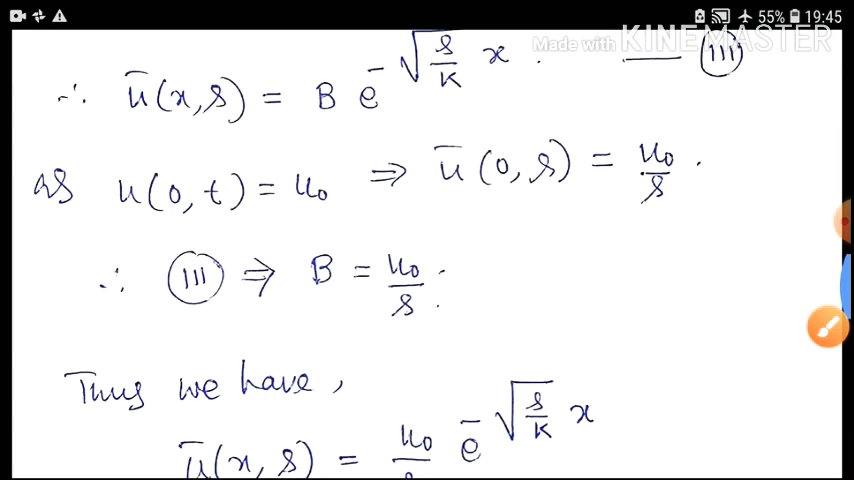 55% 19:45
Made with KINEMASTER
∴ ū(x, s) = B e^{-√(s/K) x} . —— (III)
as u(0, t) = u₀ ⇒ ū(0, s) = u₀/s .
∴ (III) ⇒ B = u₀/s .
Thus we have,
ū(x, s) = u₀/s e^{-√(s/K) x}